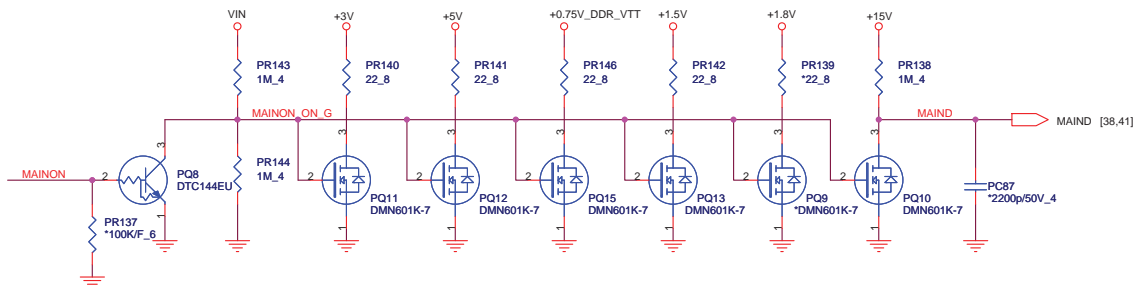 VIN +3V +5V +0.75V_DDR_VTT +1.5V +1.8V +15V
PR143 PR140 PR141 PR146 PR142 PR139 PR138
1M_4 22_8 22_8 22_8 22_8 *22_8 1M_4
MAINON_ON_G MAIND MAIND [38,41]
3 3 3 3 3 3 3
MAINON 2 PQ8 PR144 2 2 2 2 2 2
DTC144EU 1M_4 PQ11 PQ12 PQ15 PQ13 PQ9 PQ10 PC87
DMN601K-7 DMN601K-7 DMN601K-7 DMN601K-7 *DMN601K-7 DMN601K-7 *2200p/50V_4
1 1 1 1 1 1 1
PR137
*100K/F_6